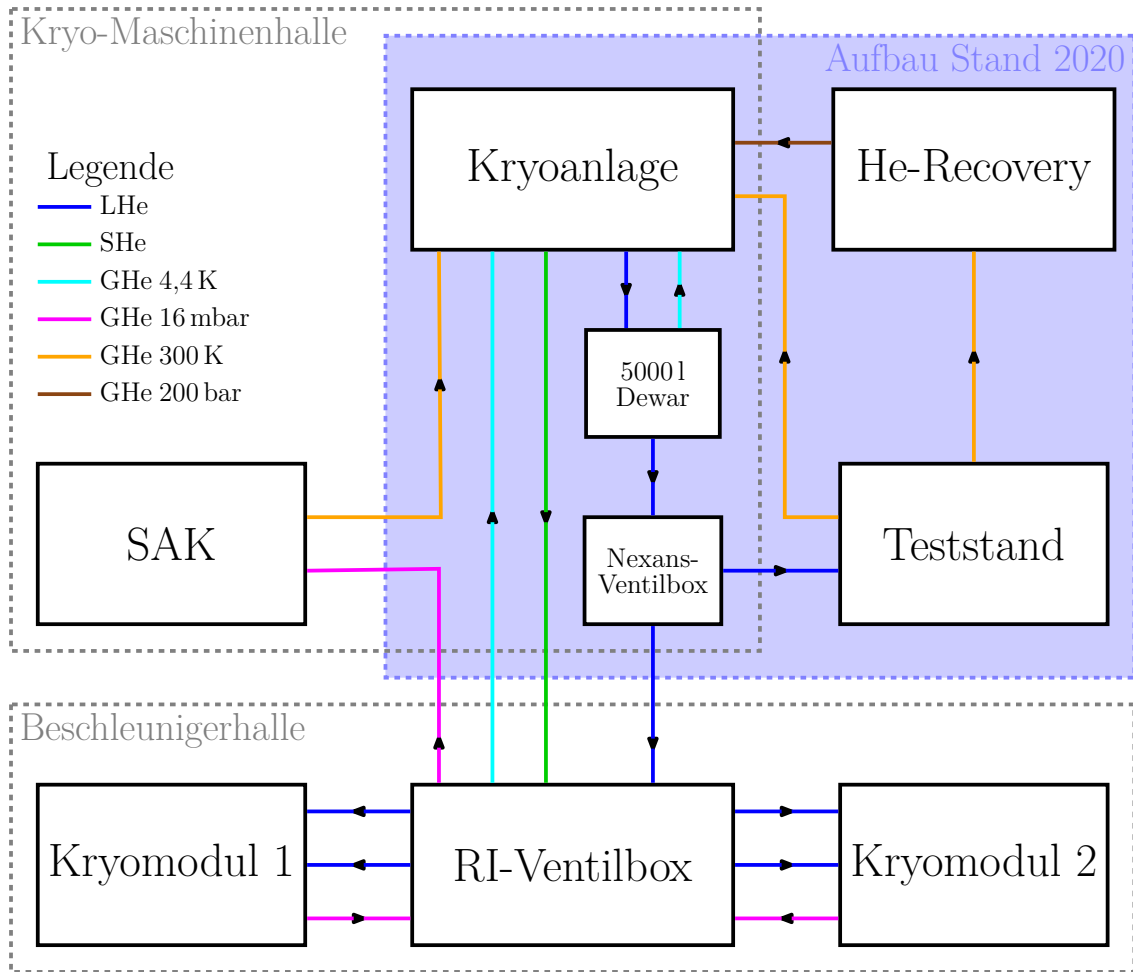 Kryo-Maschinenhalle
Aufbau Stand 2020
Kryoanlage
He-Recovery
Legende
LHe
SHe
GHe 4,4 K
GHe 16 mbar
GHe 300 K
GHe 200 bar
5000 l
Dewar
SAK
Nexans-
Ventilbox
Teststand
Beschleunigerhalle
Kryomodul 1
RI-Ventilbox
Kryomodul 2